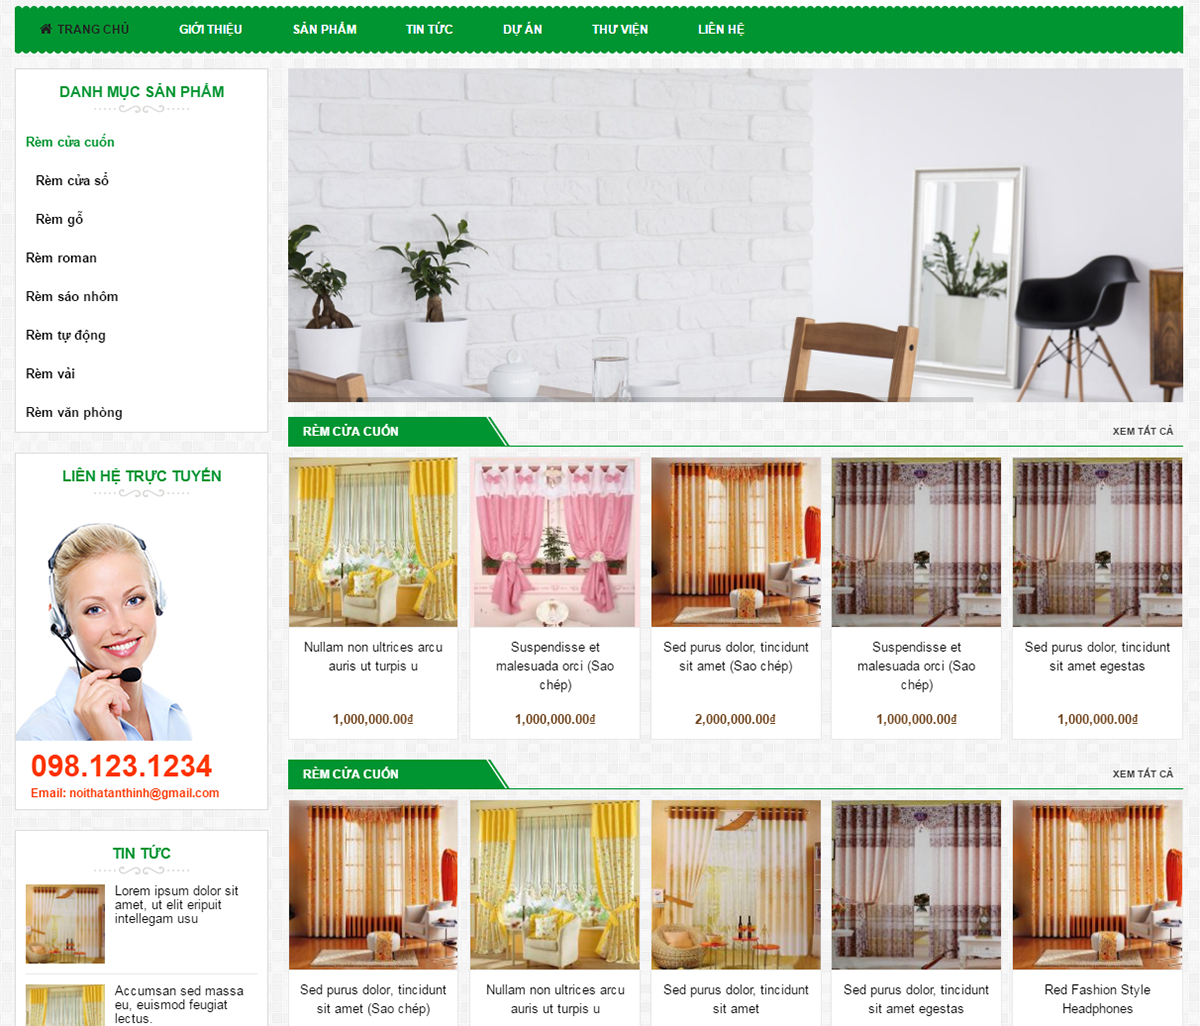 TRANG CHỦ GIỚI THIỆU SẢN PHẨM TIN TỨC DỰ ÁN THƯ VIỆN LIÊN HỆ
DANH MỤC SẢN PHẨM
Rèm cửa cuốn
Rèm cửa sổ
Rèm gỗ
Rèm roman
Rèm sáo nhôm
Rèm tự động
Rèm vải
Rèm văn phòng
LIÊN HỆ TRỰC TUYẾN
098.123.1234
Email: noithatanthinh@gmail.com
TIN TỨC
Lorem ipsum dolor sit
amet, ut elit eripuit
intellegam usu
Accumsan sed massa
eu, euismod feugiat
lectus.
RÈM CỬA CUỐN XEM TẤT CẢ
Nullam non ultrices arcu
auris ut turpis u
1,000,000.00₫
Suspendisse et
malesuada orci (Sao
chép)
1,000,000.00₫
Sed purus dolor, tincidunt
sit amet (Sao chép)
2,000,000.00₫
Suspendisse et
malesuada orci (Sao
chép)
1,000,000.00₫
Sed purus dolor, tincidunt
sit amet egestas
1,000,000.00₫
RÈM CỬA CUỐN XEM TẤT CẢ
Sed purus dolor, tincidunt
sit amet (Sao chép)
Nullam non ultrices arcu
auris ut turpis u
Sed purus dolor, tincidunt
sit amet
Sed purus dolor, tincidunt
sit amet egestas
Red Fashion Style
Headphones